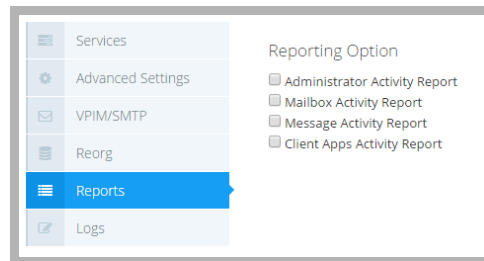 Services
Advanced Settings
VPIM/SMTP
Reorg
Reports
Logs
Reporting Option
Administrator Activity Report
Mailbox Activity Report
Message Activity Report
Client Apps Activity Report